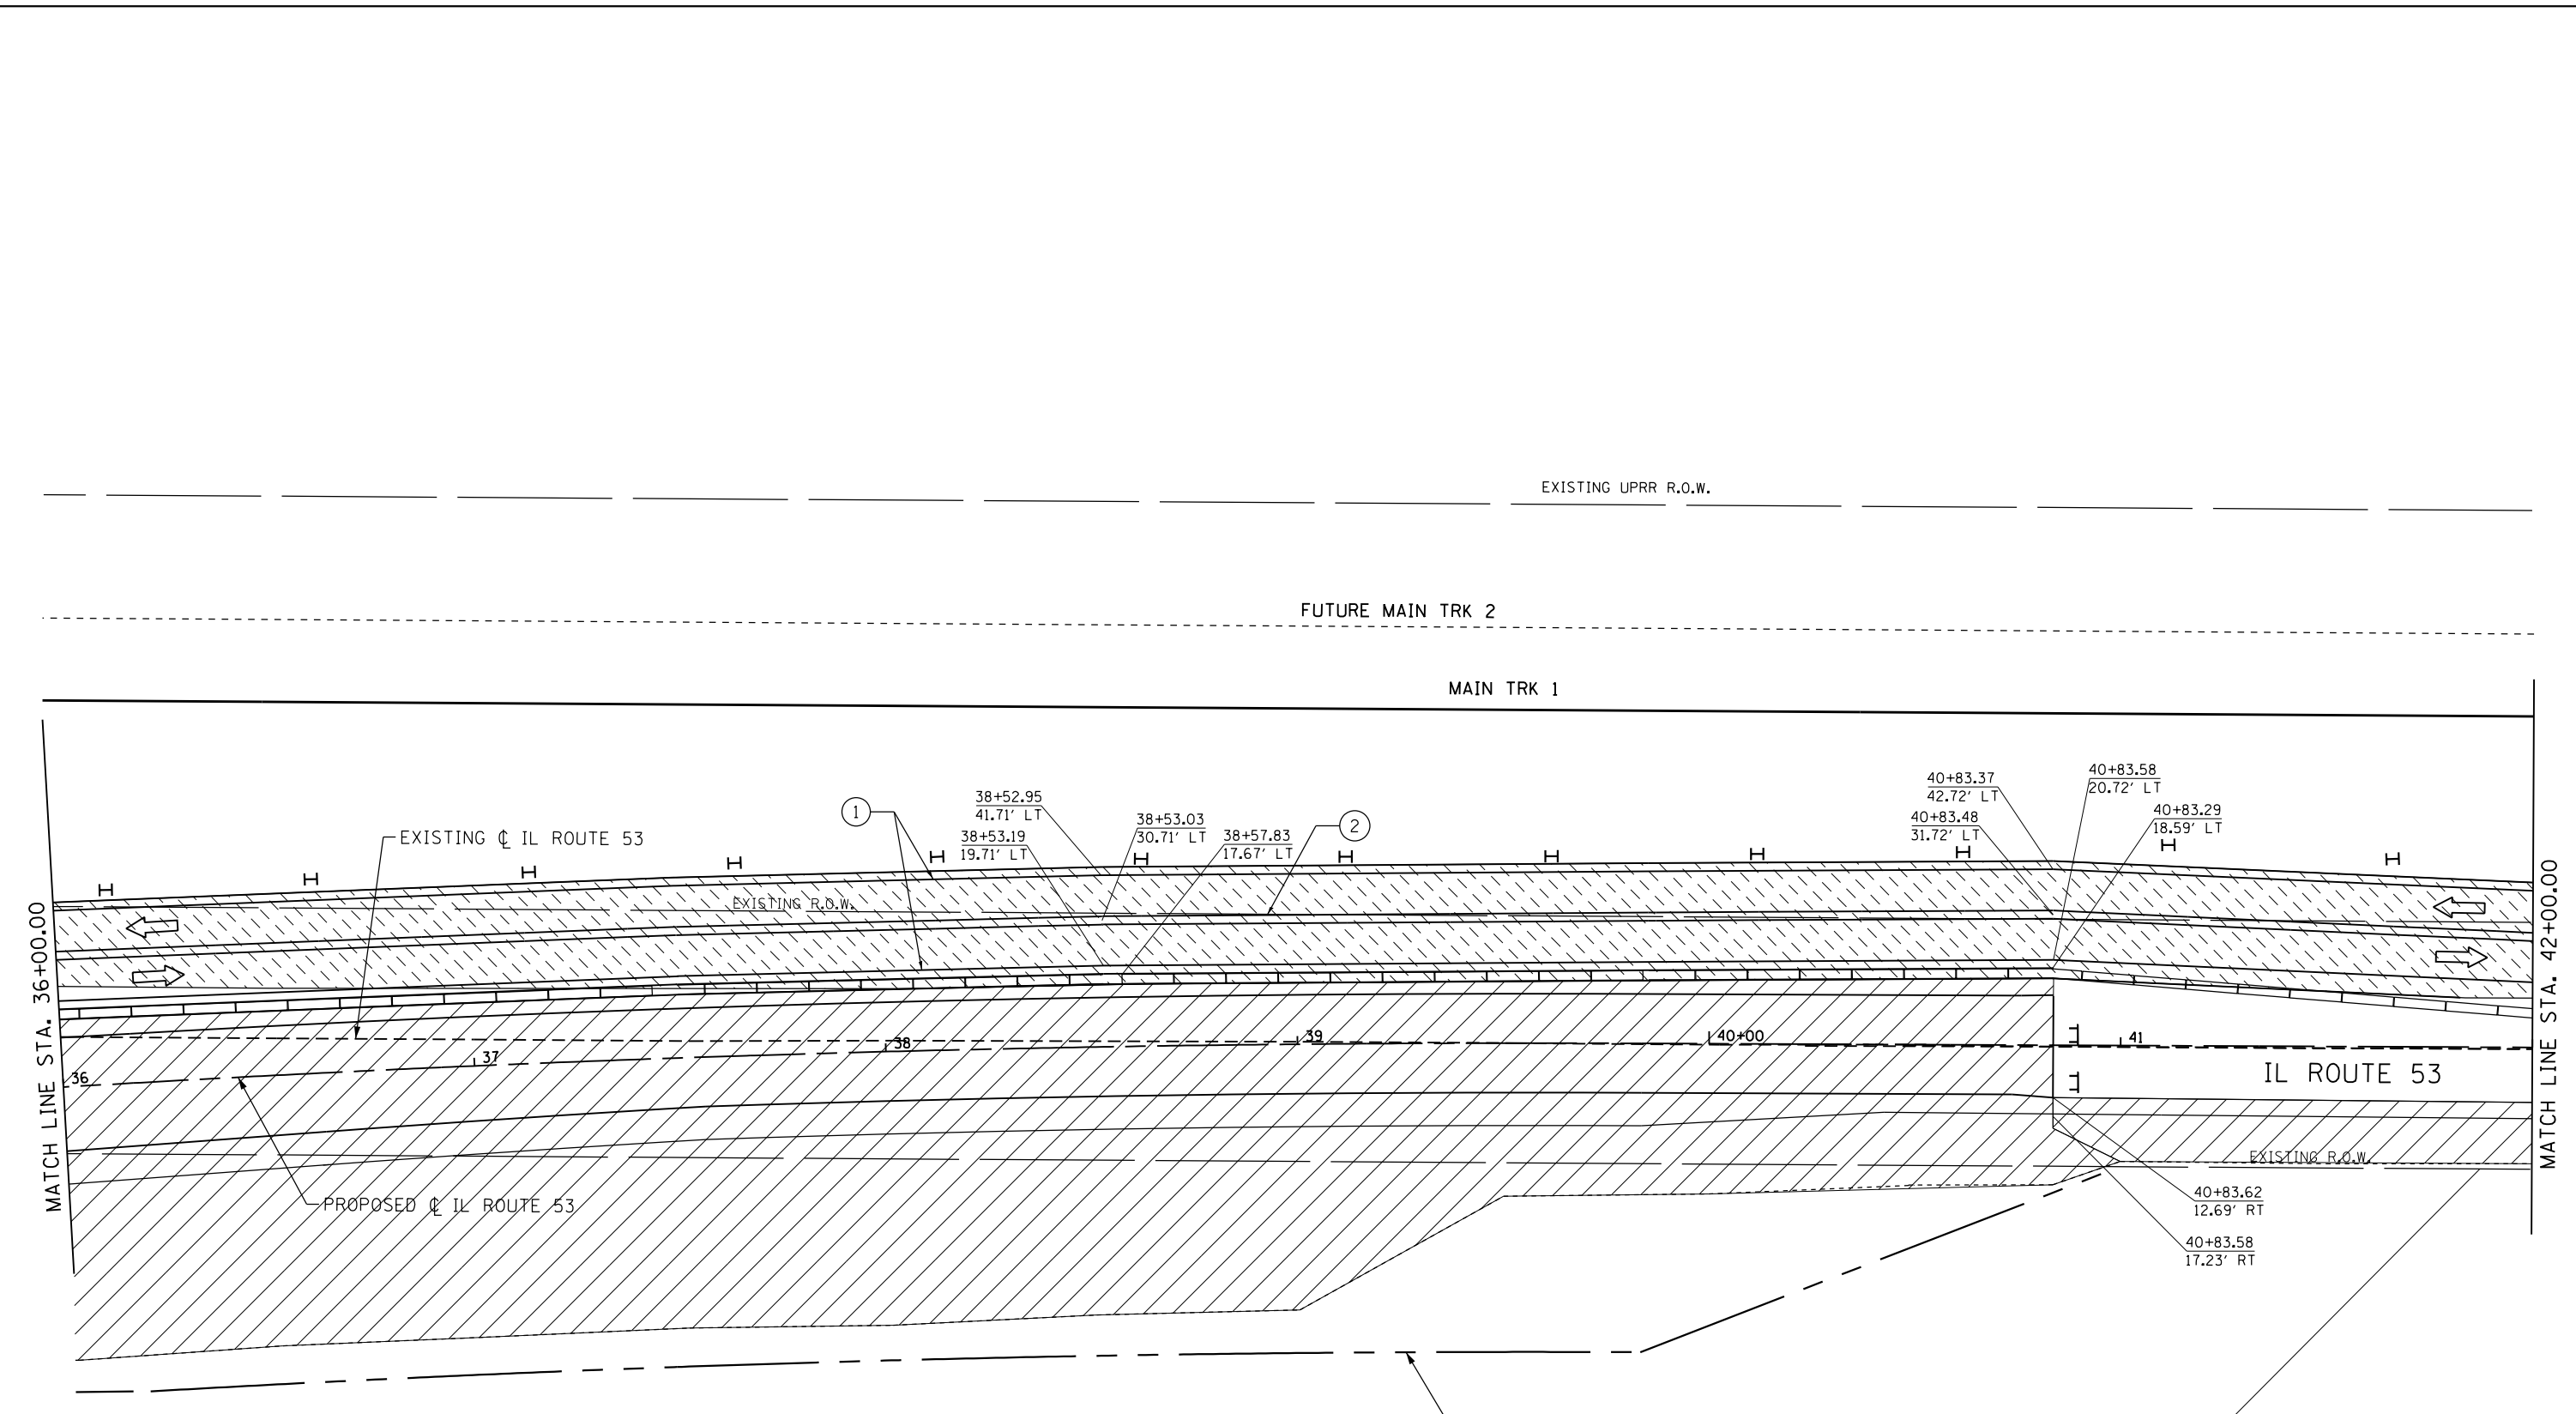 EXISTING UPRR R.O.W.
FUTURE MAIN TRK 2
MAIN TRK 1
40+83.58
20.72' LT
40+83.37
42.72' LT
38+52.95
41.71' LT
40+83.29
18.59' LT
1
38+53.03
30.71' LT
2
40+83.48
31.72' LT
EXISTING ℄ IL ROUTE 53
38+53.19
19.71' LT
38+57.83
17.67' LT
EXISTING R.O.W.
MATCH LINE STA. 36+00.00
MATCH LINE STA. 42+00.00
36
37
38
39
40+00
41
IL ROUTE 53
EXISTING R.O.W.
PROPOSED ℄ IL ROUTE 53
40+83.62
12.69' RT
40+83.58
17.23' RT